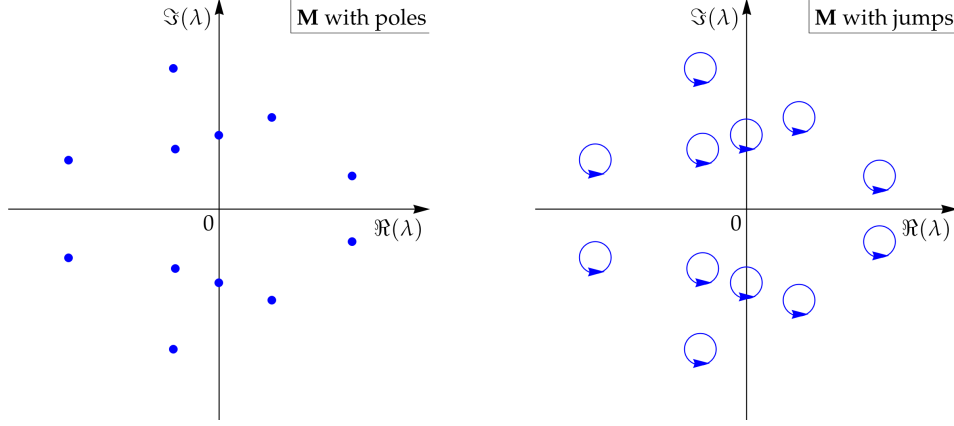 ℑ(λ)
M with poles
0
ℜ(λ)
ℑ(λ)
M with jumps
0
ℜ(λ)